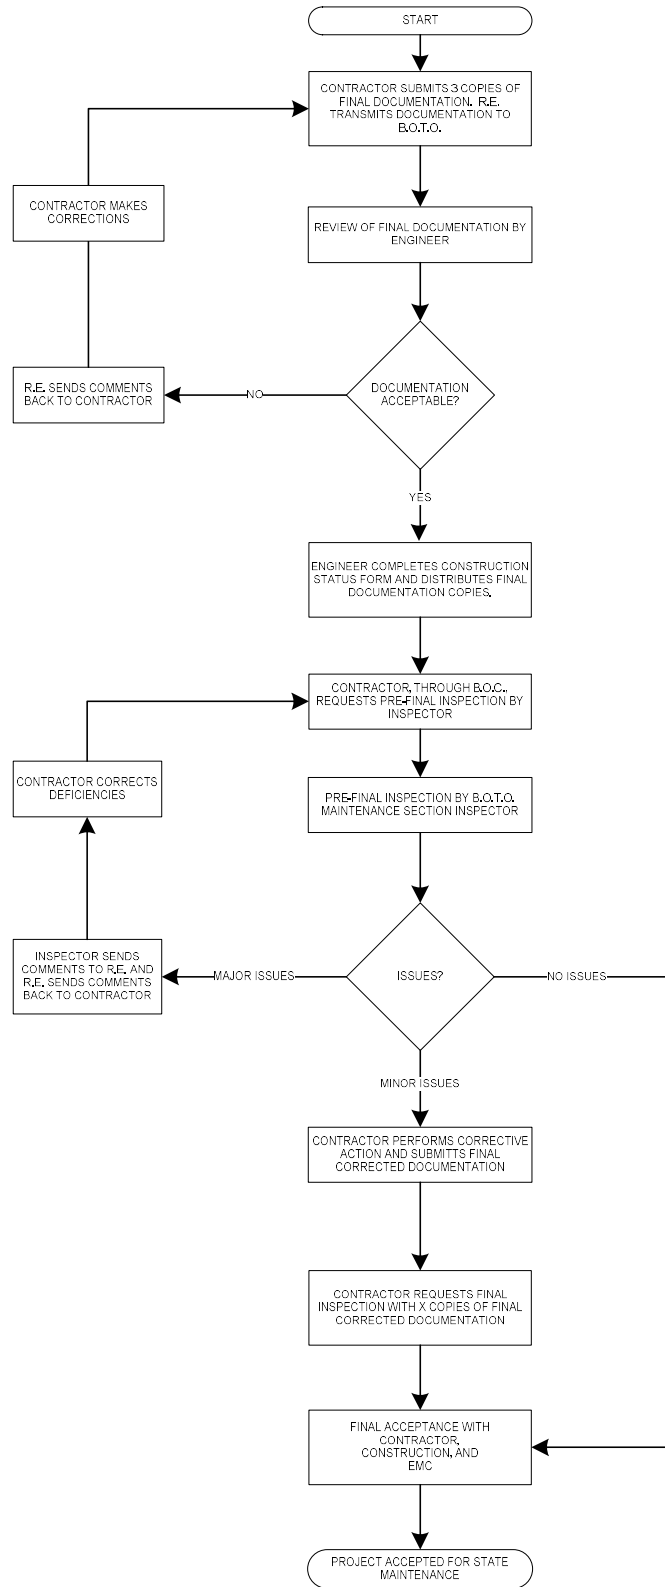 START
CONTRACTOR SUBMITS 3 COPIES OF
FINAL DOCUMENTATION. R.E.
TRANSMITS DOCUMENTATION TO
B.O.T.O.
CONTRACTOR MAKES
CORRECTIONS
REVIEW OF FINAL DOCUMENTATION BY
ENGINEER
DOCUMENTATION
ACCEPTABLE?
NO
R.E. SENDS COMMENTS
BACK TO CONTRACTOR
YES
ENGINEER COMPLETES CONSTRUCTION
STATUS FORM AND DISTRIBUTES FINAL
DOCUMENTATION COPIES.
CONTRACTOR, THROUGH B.O.C.,
REQUESTS PRE-FINAL INSPECTION BY
INSPECTOR
CONTRACTOR CORRECTS
DEFICIENCIES
PRE-FINAL INSPECTION BY B.O.T.O.
MAINTENANCE SECTION INSPECTOR
INSPECTOR SENDS
COMMENTS TO R.E. AND
R.E. SENDS COMMENTS
BACK TO CONTRACTOR
MAJOR ISSUES
ISSUES?
NO ISSUES
MINOR ISSUES
CONTRACTOR PERFORMS CORRECTIVE
ACTION AND SUBMITTS FINAL
CORRECTED DOCUMENTATION
CONTRACTOR REQUESTS FINAL
INSPECTION WITH X COPIES OF FINAL
CORRECTED DOCUMENTATION
FINAL ACCEPTANCE WITH
CONTRACTOR,
CONSTRUCTION, AND
EMC
PROJECT ACCEPTED FOR STATE
MAINTENANCE